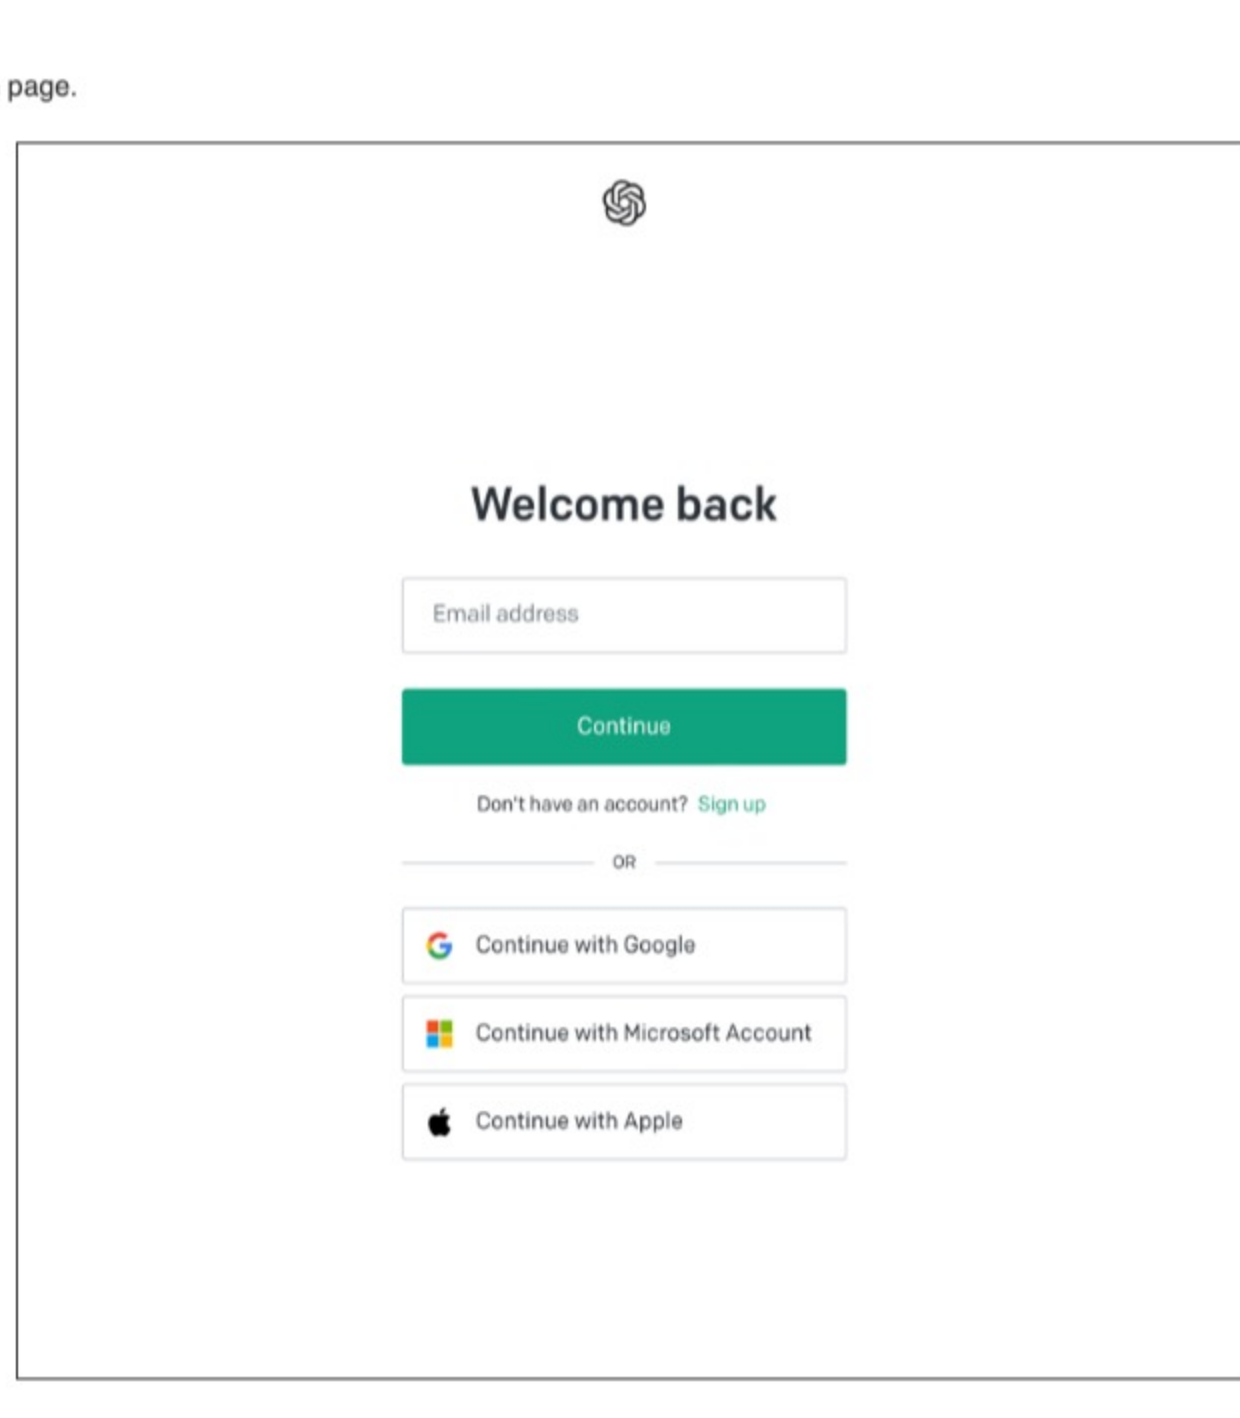 page.
Welcome back
Email address
Continue
Don't have an account? Sign up
OR
Continue with Google
Continue with Microsoft Account
Continue with Apple